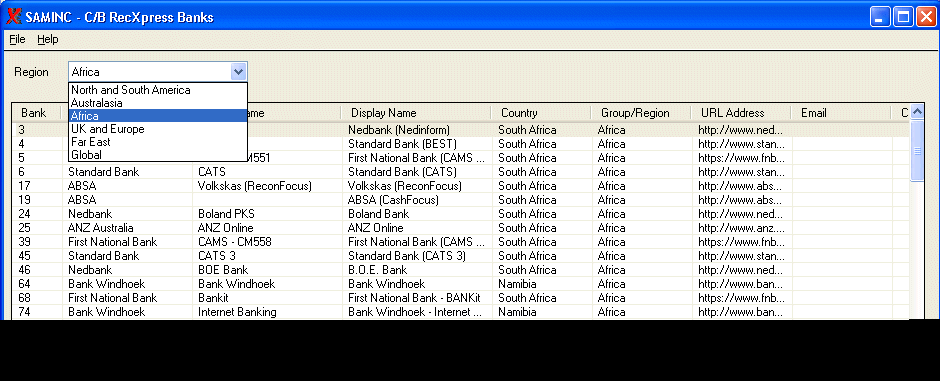 SAMINC - C/B RecXpress Banks
File Help
Region Africa
North and South America
Australasia
Africa
UK and Europe
Far East
Global
Bank ame Display Name Country Group/Region URL Address Email C
3 Nedbank (Nedinform) South Africa Africa http://www.ned...
4 Standard Bank (BEST) South Africa Africa http://www.stan...
5 M551 First National Bank (CAMS ... South Africa Africa https://www.fnb...
6 Standard Bank CATS Standard Bank (CATS) South Africa Africa http://www.stan...
17 ABSA Volkskas (ReconFocus) Volkskas (ReconFocus) South Africa Africa http://www.abs...
19 ABSA ABSA (CashFocus) South Africa Africa http://www.abs...
24 Nedbank Boland PKS Boland Bank South Africa Africa http://www.ned...
25 ANZ Australia ANZ Online ANZ Online South Africa Africa http://www.anz....
39 First National Bank CAMS - CM558 First National Bank (CAMS ... South Africa Africa https://www.fnb...
45 Standard Bank CATS 3 Standard Bank (CATS 3) South Africa Africa http://www.stan...
46 Nedbank BOE Bank B.O.E. Bank South Africa Africa http://www.ned...
64 Bank Windhoek Bank Windhoek Bank Windhoek Namibia Africa http://www.ban...
68 First National Bank Bankit First National Bank - BANKit South Africa Africa https://www.fnb...
74 Bank Windhoek Internet Banking Bank Windhoek - Internet ... Country Africa http://www.ban...